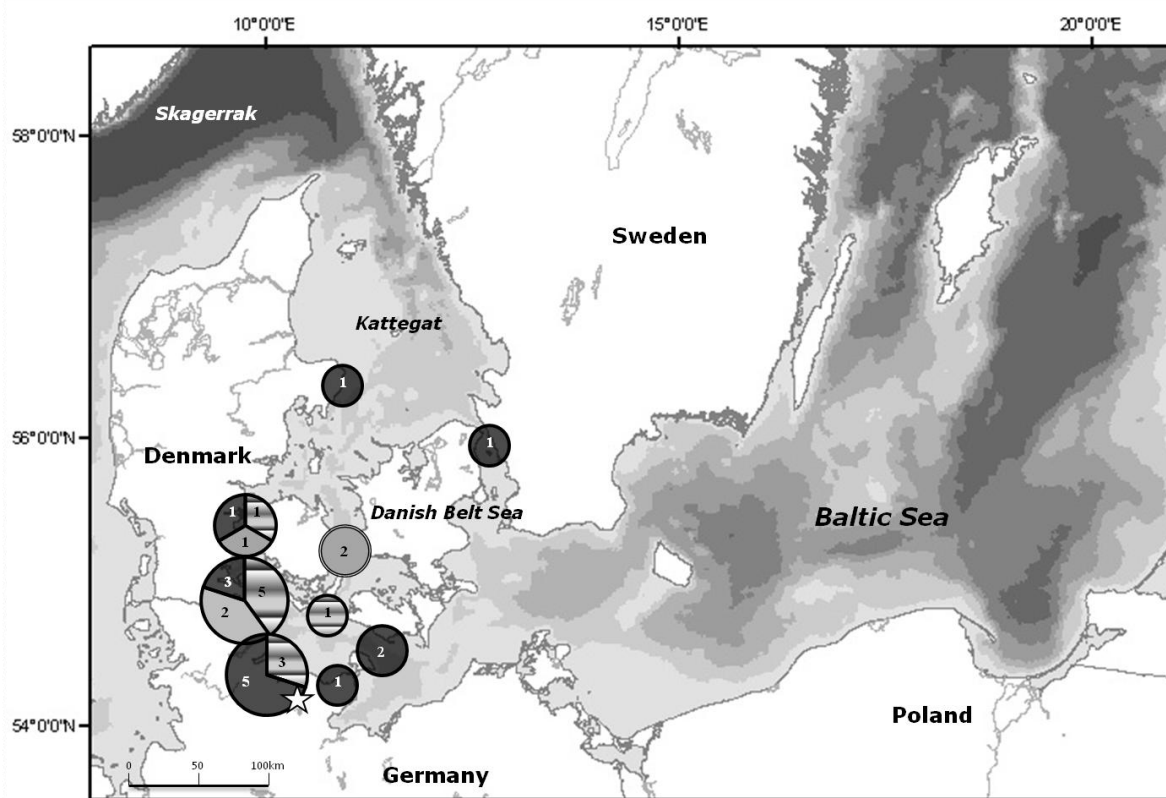 10°0'0"E 15°0'0"E 20°0'0"E
Skagerrak
58°0'0"N
Sweden
Kattegat
1
56°0'0"N
1
Denmark
Danish Belt Sea
Baltic Sea
1 1
1
2
3 5
2
1
2
3
5
1
54°0'0"N
Poland
0 50 100km
Germany